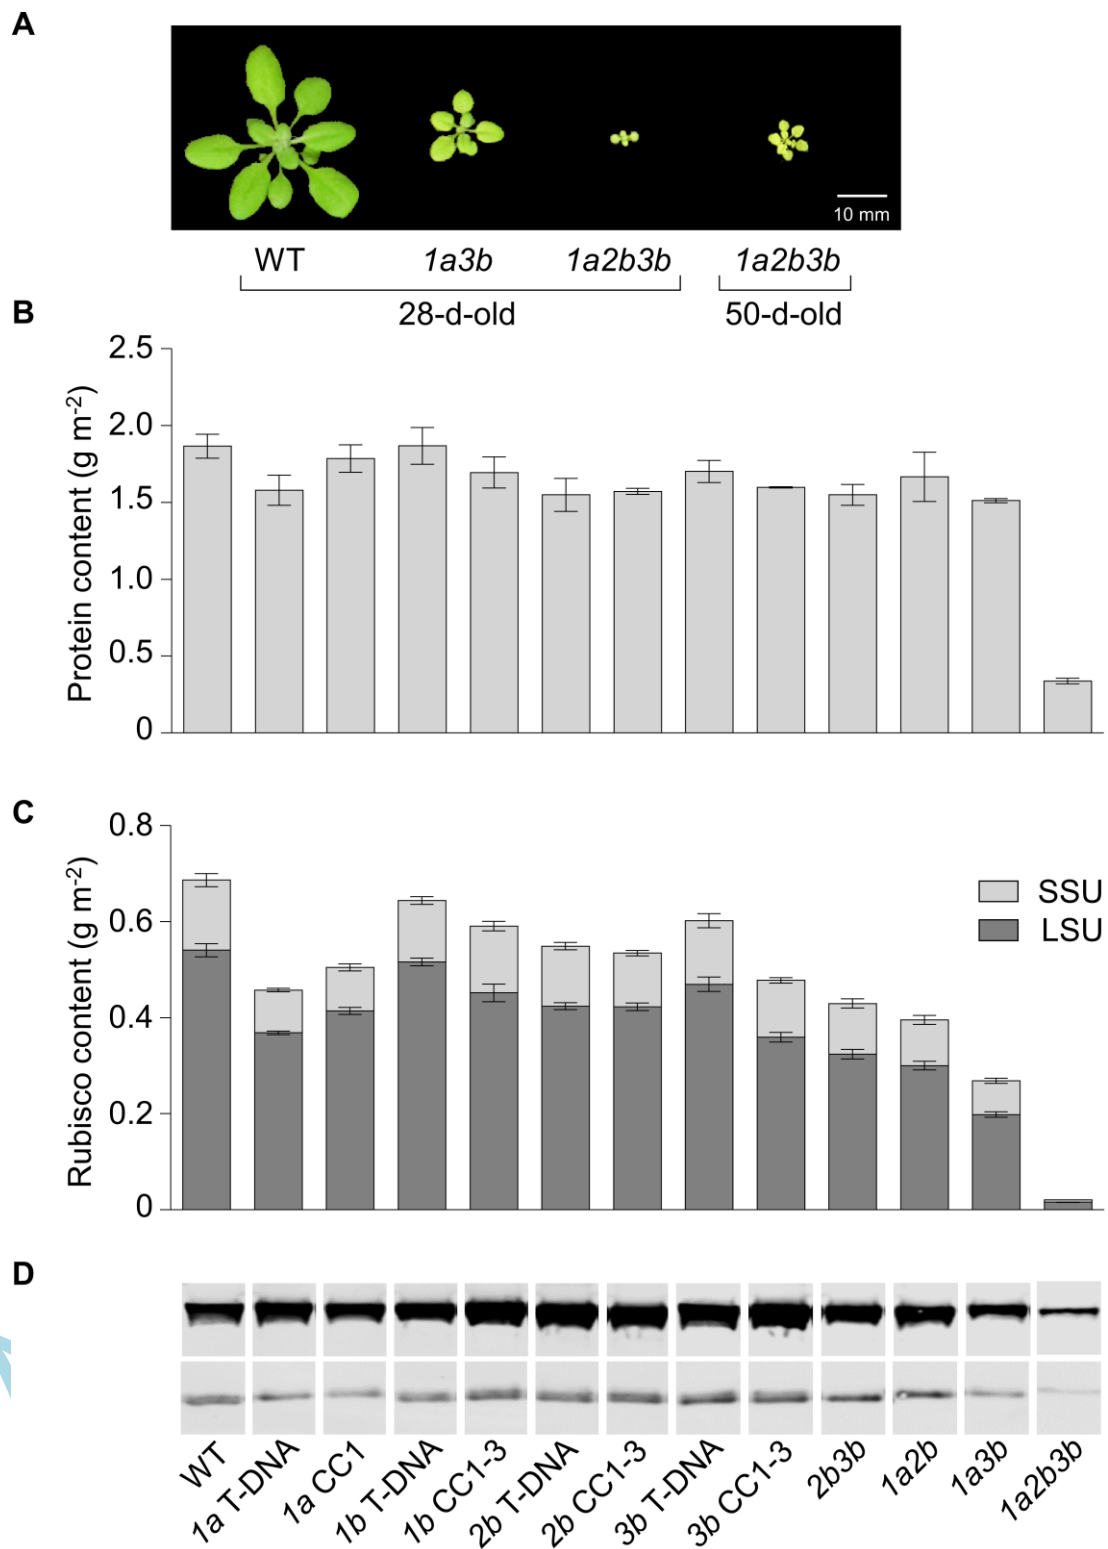 A
10 mm
WT 1a3b 1a2b3b 1a2b3b
28-d-old 50-d-old
B
Protein content (g m-2)
2.5
2.0
1.5
1.0
0.5
0
C
Rubisco content (g m-2)
0.8
0.6
0.4
0.2
0
SSU
LSU
D
WT
1a T-DNA
1a CC1
1b T-DNA
1b CC1-3
2b T-DNA
2b CC1-3
3b T-DNA
3b CC1-3
2b3b
1a2b
1a3b
1a2b3b